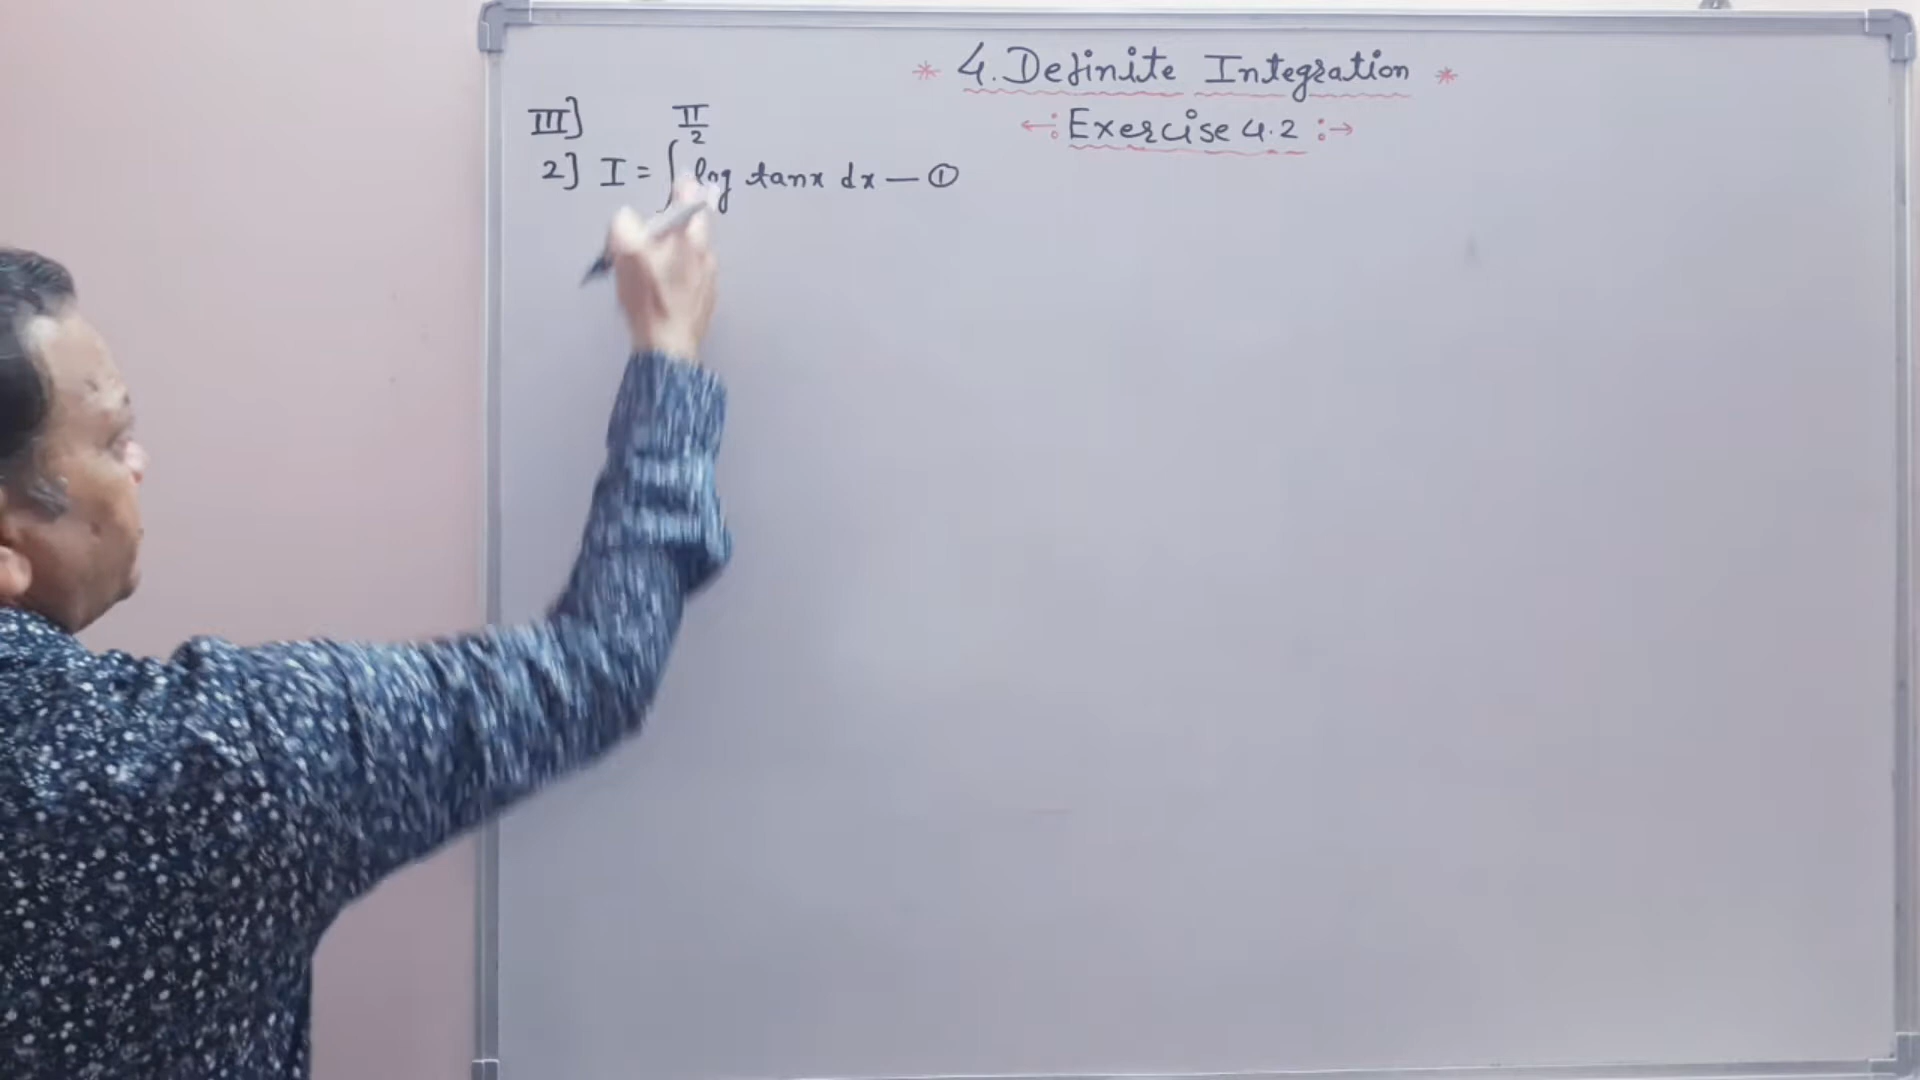 * 4. Definite Integration *
←: Exercise 4.2 :→
III]
π/2
2] I = ∫ log tanx dx — ①